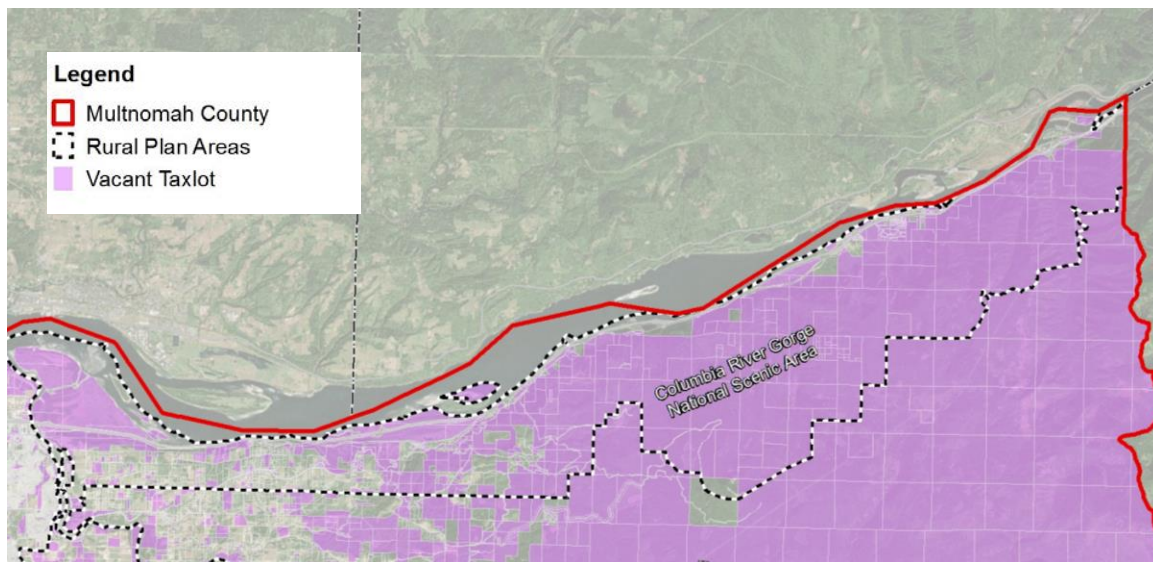 Legend
Multnomah County
Rural Plan Areas
Vacant Taxlot
Columbia River Gorge
National Scenic Area